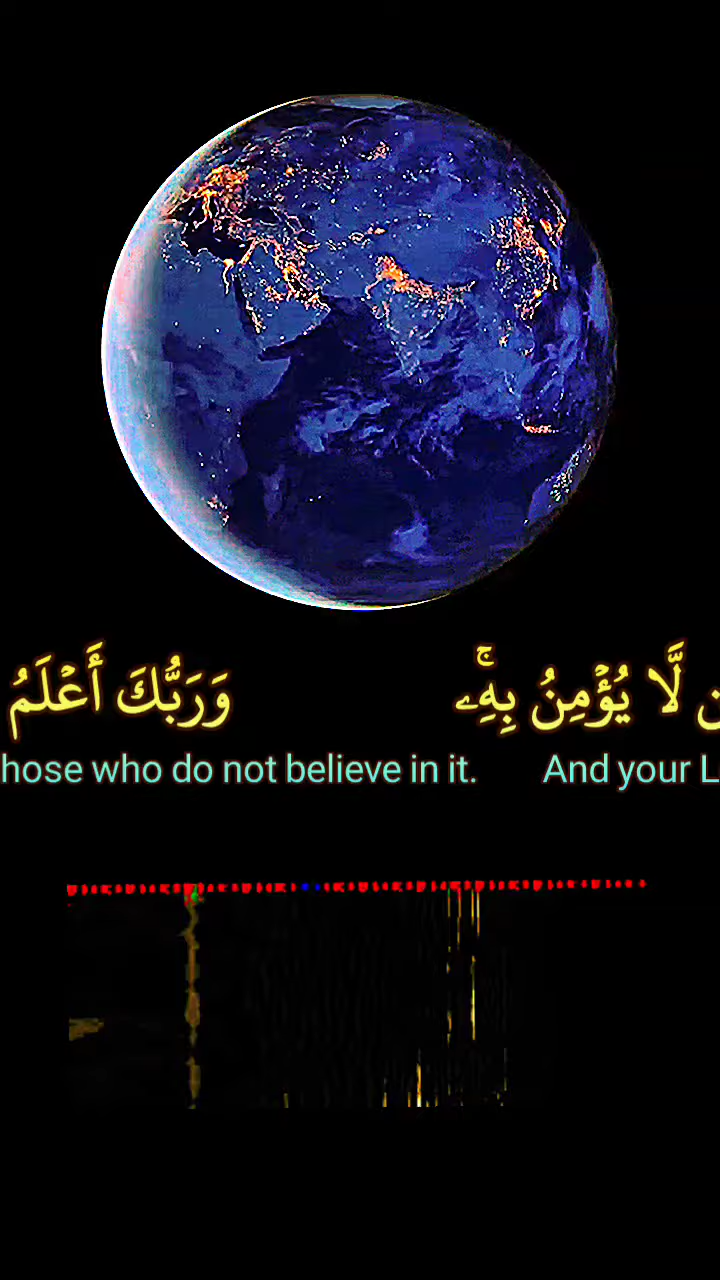 ن لَّا يُؤۡمِنُ بِهِۦۚ وَرَبُّكَ أَعۡلَمُ
hose who do not believe in it. And your L